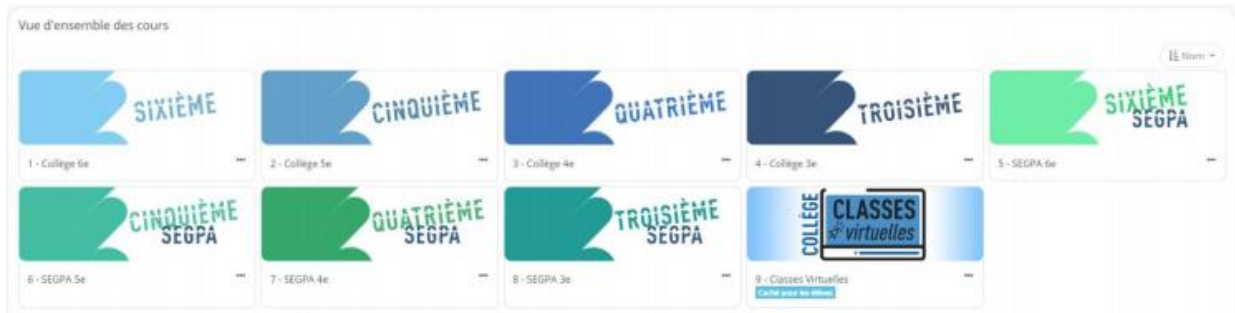 Vue d'ensemble des cours
Nom
SIXIÈME
CINQUIÈME
QUATRIÈME
TROISIÈME
SIXIÈME
SEGPA
1 - Collège 6e
2 - Collège 5e
3 - Collège 4e
4 - Collège 3e
5 - SEGPA 6e
CINQUIÈME
SEGPA
QUATRIÈME
SEGPA
TROISIÈME
SEGPA
COLLÈGE
CLASSES
virtuelles
6 - SEGPA 5e
7 - SEGPA 4e
8 - SEGPA 3e
9 - Classes Virtuelles
Caché pour les élèves